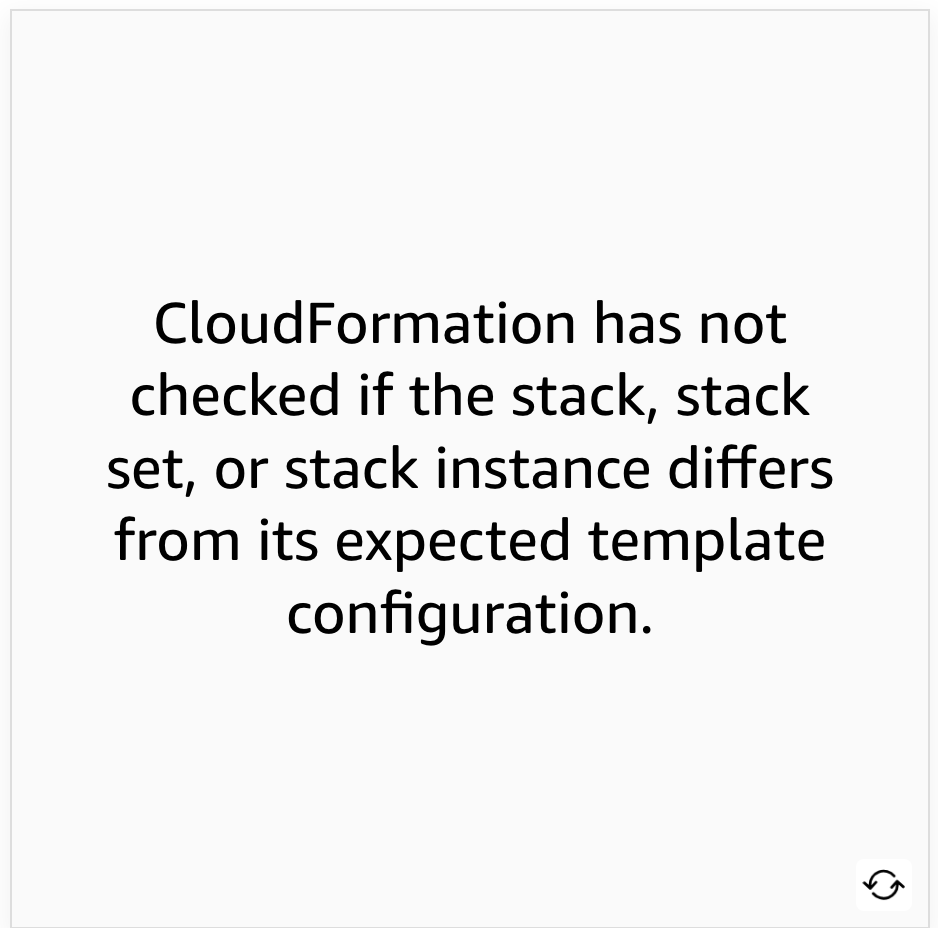 CloudFormation has not
checked if the stack, stack
set, or stack instance differs
from its expected template
configuration.